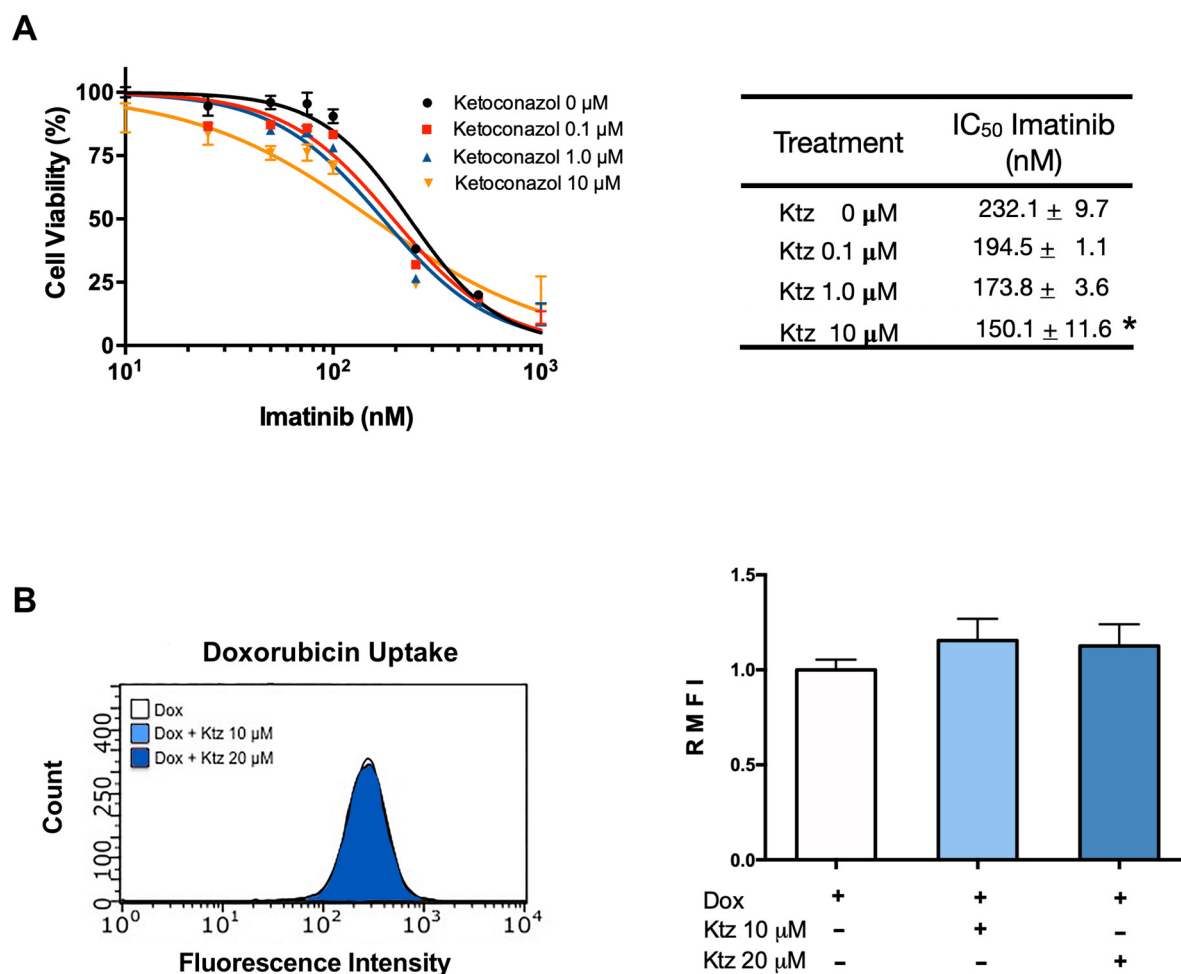 A
Cell Viability (%)
100
75
50
25
0
10¹ 10² 10³
Imatinib (nM)
Ketoconazol 0 µM
Ketoconazol 0.1 µM
Ketoconazol 1.0 µM
Ketoconazol 10 µM
Treatment IC₅₀ Imatinib
(nM)
Ktz 0 µM 232.1 ± 9.7
Ktz 0.1 µM 194.5 ± 1.1
Ktz 1.0 µM 173.8 ± 3.6
Ktz 10 µM 150.1 ± 11.6 *
B
Doxorubicin Uptake
Count
400
250
100
0
Dox
Dox + Ktz 10 µM
Dox + Ktz 20 µM
10⁰ 10¹ 10² 10³ 10⁴
Fluorescence Intensity
RMFI
1.5
1.0
0.5
0.0
Dox + + +
Ktz 10 µM - + -
Ktz 20 µM - - +